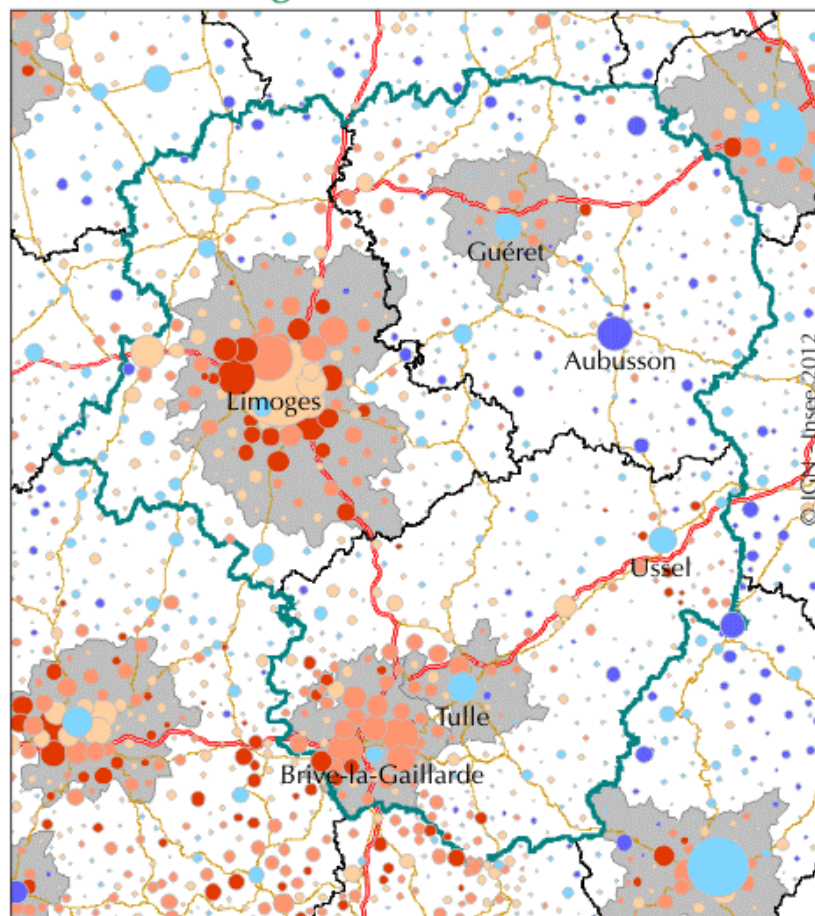 Guéret
Aubusson
Limoges
© IGN - Insee 2012
Ussel
Tulle
Brive-la-Gaillarde